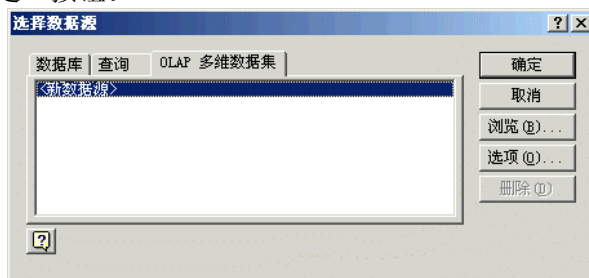 选择数据源
数据库 查询 OLAP 多维数据集
<新数据源>
确定
取消
浏览(B)...
选项(O)...
删除(D)